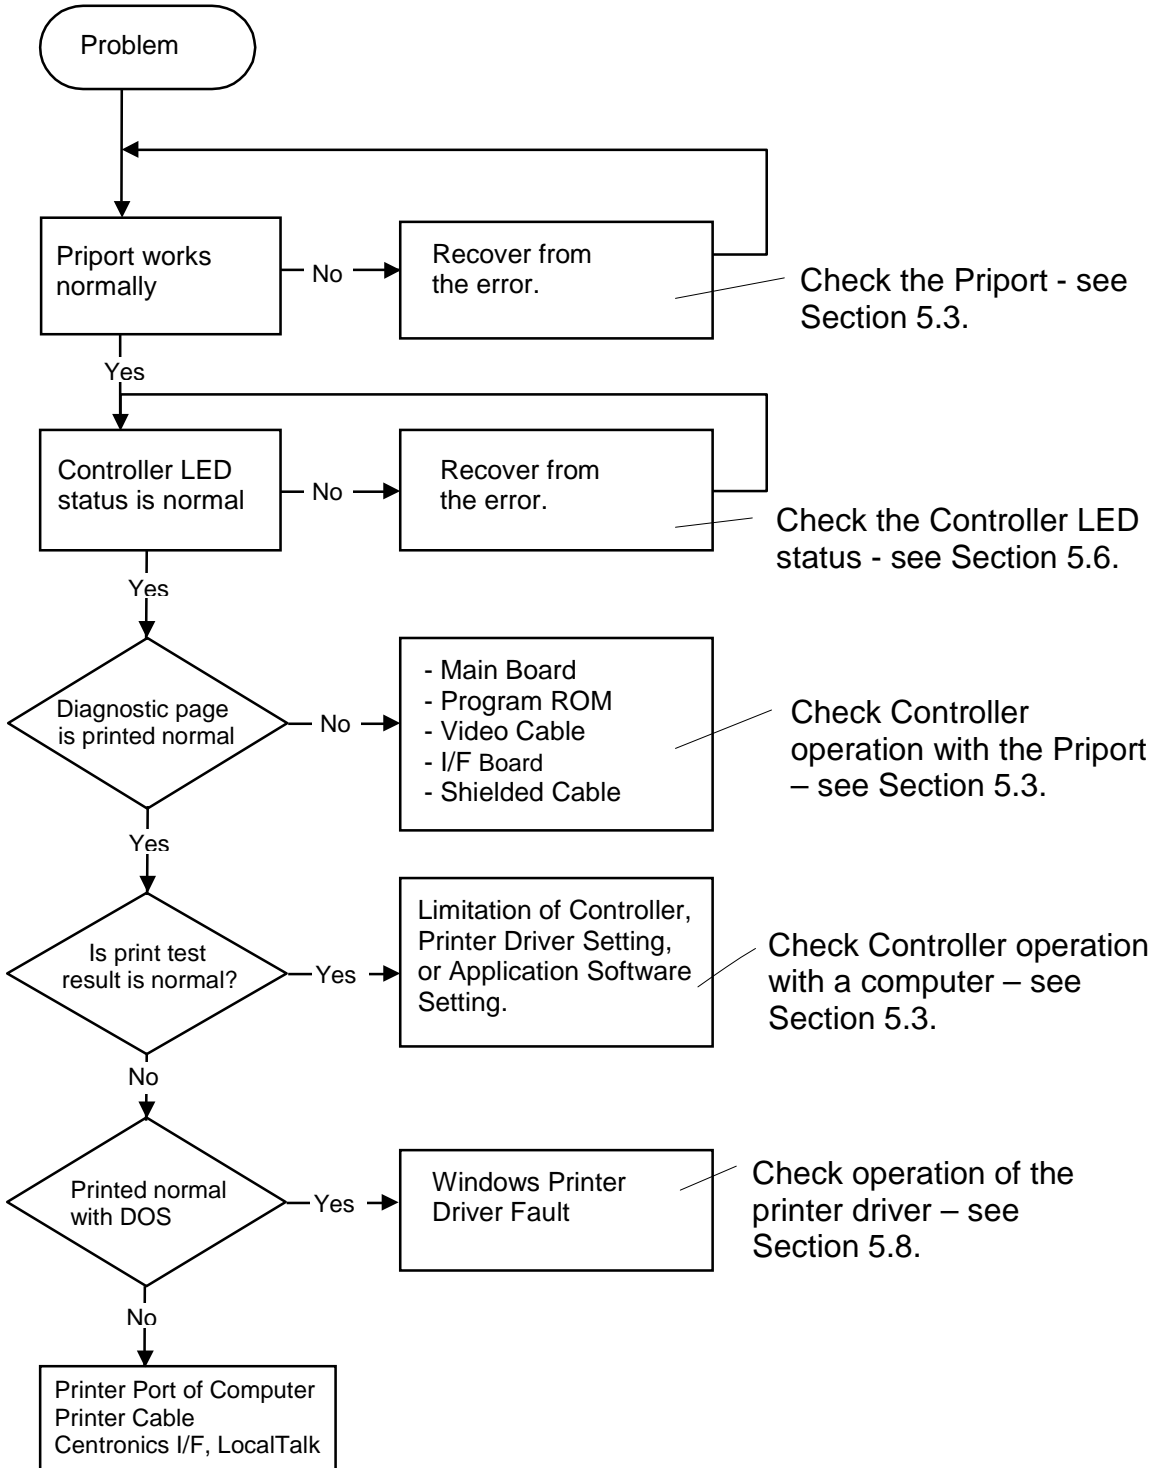 Problem
Priport works
normally
No
Recover from
the error.
Check the Priport - see
Section 5.3.
Yes
Controller LED
status is normal
No
Recover from
the error.
Check the Controller LED
status - see Section 5.6.
Yes
Diagnostic page
is printed normal
No
- Main Board
- Program ROM
- Video Cable
- I/F Board
- Shielded Cable
Check Controller
operation with the Priport
– see Section 5.3.
Yes
Is print test
result is normal?
Yes
Limitation of Controller,
Printer Driver Setting,
or Application Software
Setting.
Check Controller operation
with a computer – see
Section 5.3.
No
Printed normal
with DOS
Yes
Windows Printer
Driver Fault
Check operation of the
printer driver – see
Section 5.8.
No
Printer Port of Computer
Printer Cable
Centronics I/F, LocalTalk